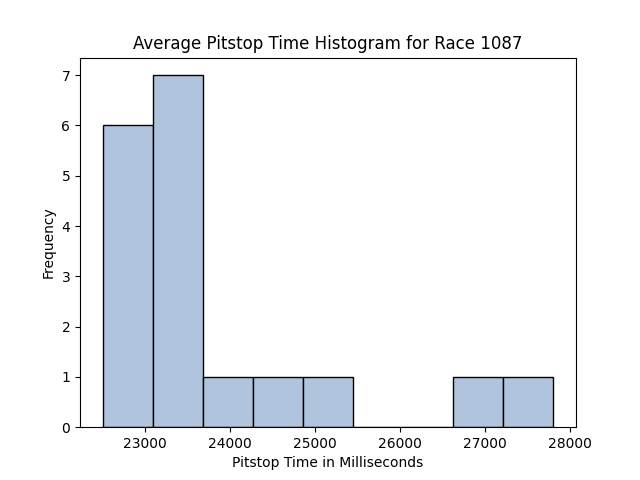 Average Pitstop Time Histogram for Race 1087
7
6
5
4
3
2
1
0
Frequency
23000 24000 25000 26000 27000 28000
Pitstop Time in Milliseconds